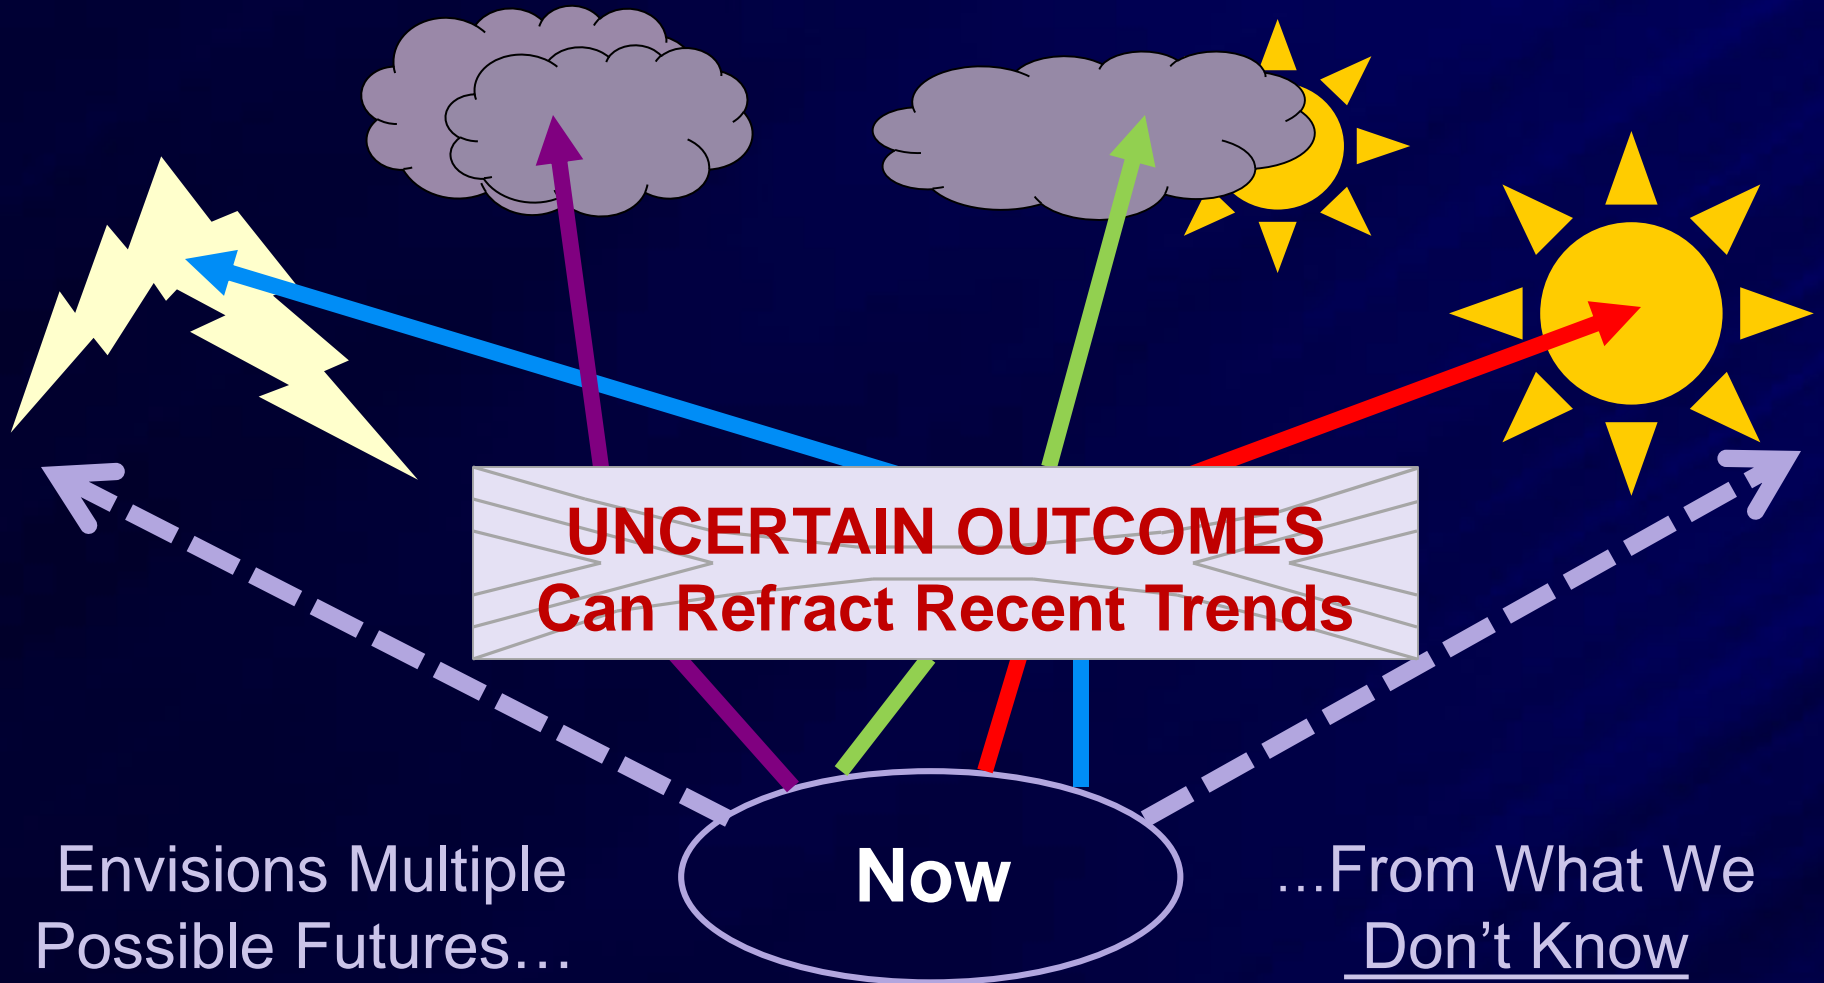 UNCERTAIN OUTCOMES
Can Refract Recent Trends
Now
Envisions Multiple
Possible Futures…
…From What We
Don’t Know